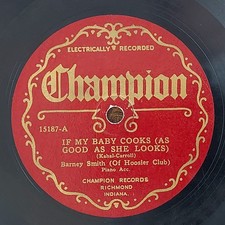 ELECTRICALLY RECORDED
Champion
15187-A
IF MY BABY COOKS (AS
GOOD AS SHE LOOKS)
(Kahal-Carroll)
Barney Smith (Of Hoosier Club)
Piano Acc.
CHAMPION RECORDS
RICHMOND
INDIANA.